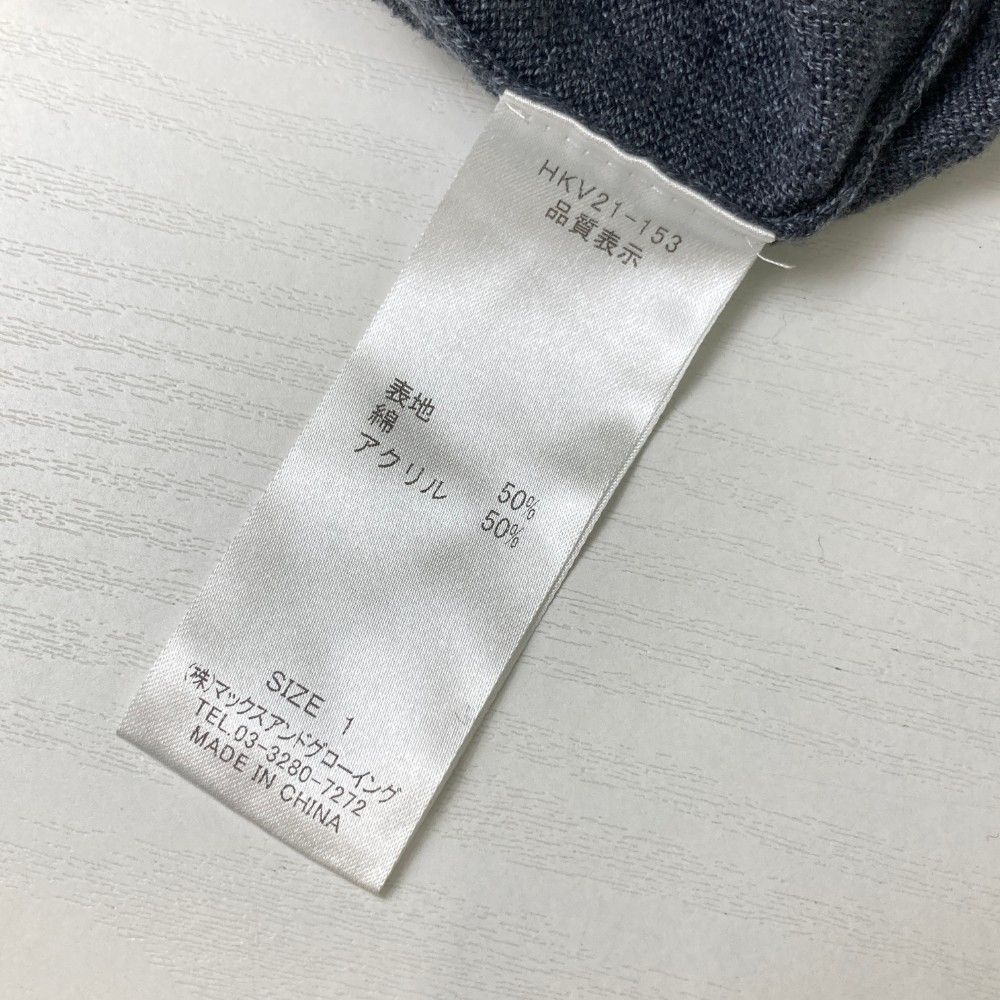 HKV21-153
品質表示
表地
綿 50%
アクリル 50%
SIZE 1
(株)マックスアンドグローイング
TEL.03-3280-7272
MADE IN CHINA